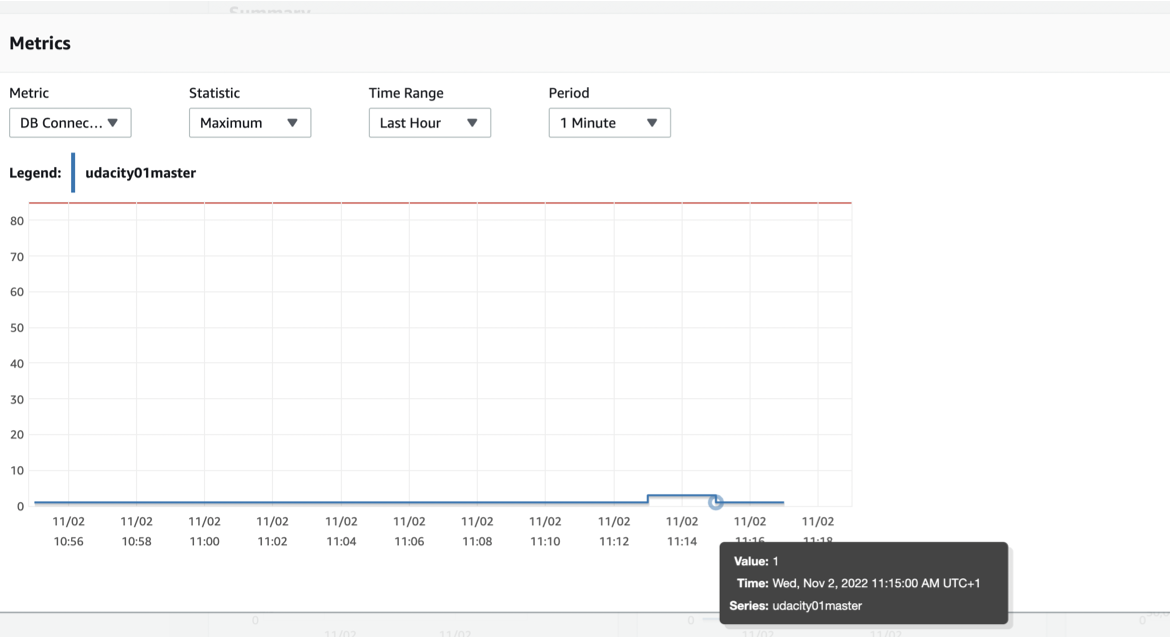 Summary
Metrics
Metric Statistic Time Range Period
DB Connec... Maximum Last Hour 1 Minute
Legend: udacity01master
80
70
60
50
40
30
20
10
0
11/02 11/02 11/02 11/02 11/02 11/02 11/02 11/02 11/02 11/02 11/02 11/02
10:56 10:58 11:00 11:02 11:04 11:06 11:08 11:10 11:12 11:14 11:16 11:18
Value: 1
Time: Wed, Nov 2, 2022 11:15:00 AM UTC+1
Series: udacity01master
0 0 0
11/02 11/02 11/02 11/02